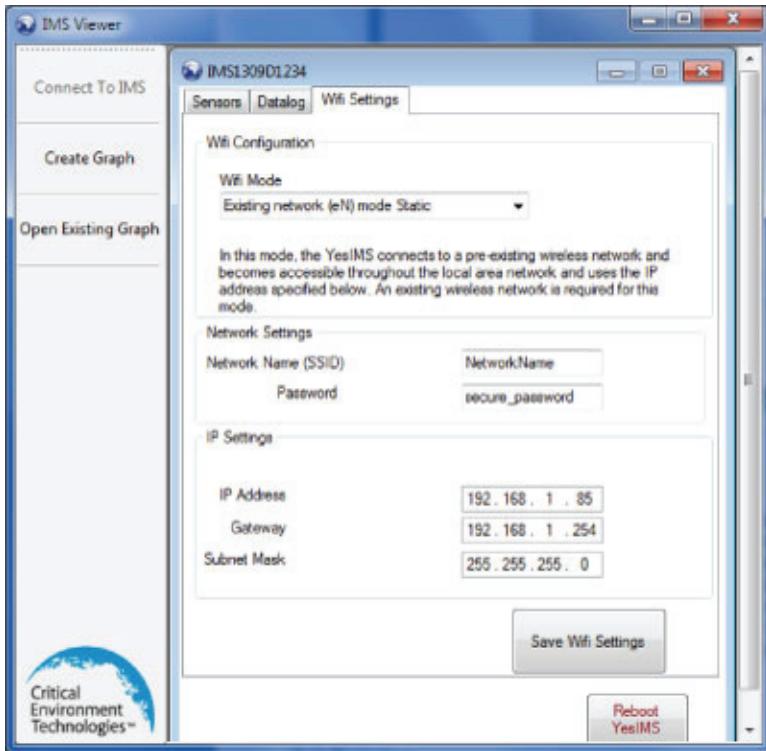 IMS Viewer
Connect To IMS
Create Graph
Open Existing Graph
IMS1309D1234
Sensors Datalog Wifi Settings
Wifi Configuration
Wifi Mode
Existing network (eN) mode Static
In this mode, the YesIMS connects to a pre-existing wireless network and
becomes accessible throughout the local area network and uses the IP
address specified below. An existing wireless network is required for this
mode.
Network Settings
Network Name (SSID) NetworkName
Password secure_password
IP Settings
IP Address 192 . 168 . 1 . 85
Gateway 192 . 168 . 1 . 254
Subnet Mask 255 . 255 . 255 . 0
Save Wifi Settings
Reboot
YesIMS
Critical
Environment
Technologies™